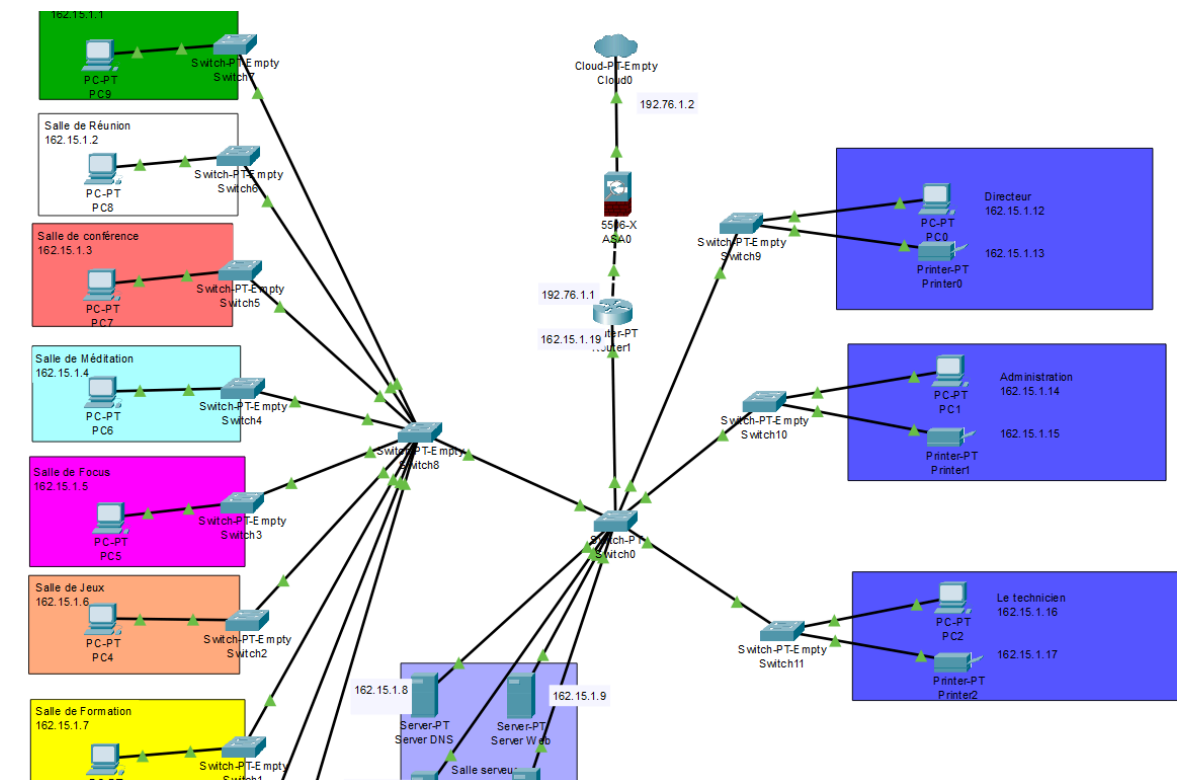 162.15.1.1
PC-PT
PC9
Switch-PT-Empty
Switch7
Salle de Réunion
162.15.1.2
PC-PT
PC8
Switch-PT-Empty
Switch6
Salle de conférence
162.15.1.3
PC-PT
PC7
Switch-PT-Empty
Switch5
Salle de Méditation
162.15.1.4
PC-PT
PC6
Switch-PT-Empty
Switch4
Salle de Focus
162.15.1.5
PC-PT
PC5
Switch-PT-Empty
Switch3
Salle de Jeux
162.15.1.6
PC-PT
PC4
Switch-PT-Empty
Switch2
Salle de Formation
162.15.1.7
Switch-PT-Empty
Switch1
Switch-PT-Empty
Switch8
Cloud-PT-Empty
Cloud0
192.76.1.2
5506-X
ASA0
192.76.1.1
162.15.1.19
Router1
Switch-PT
Switch0
162.15.1.8
Server-PT
Server DNS
162.15.1.9
Server-PT
Server Web
Salle serveur
Switch-PT-Empty
Switch9
PC-PT
PC0
Directeur
162.15.1.12
Printer-PT
Printer0
162.15.1.13
Switch-PT-Empty
Switch10
PC-PT
PC1
Administration
162.15.1.14
Printer-PT
Printer1
162.15.1.15
Switch-PT-Empty
Switch11
PC-PT
PC2
Le technicien
162.15.1.16
Printer-PT
Printer2
162.15.1.17